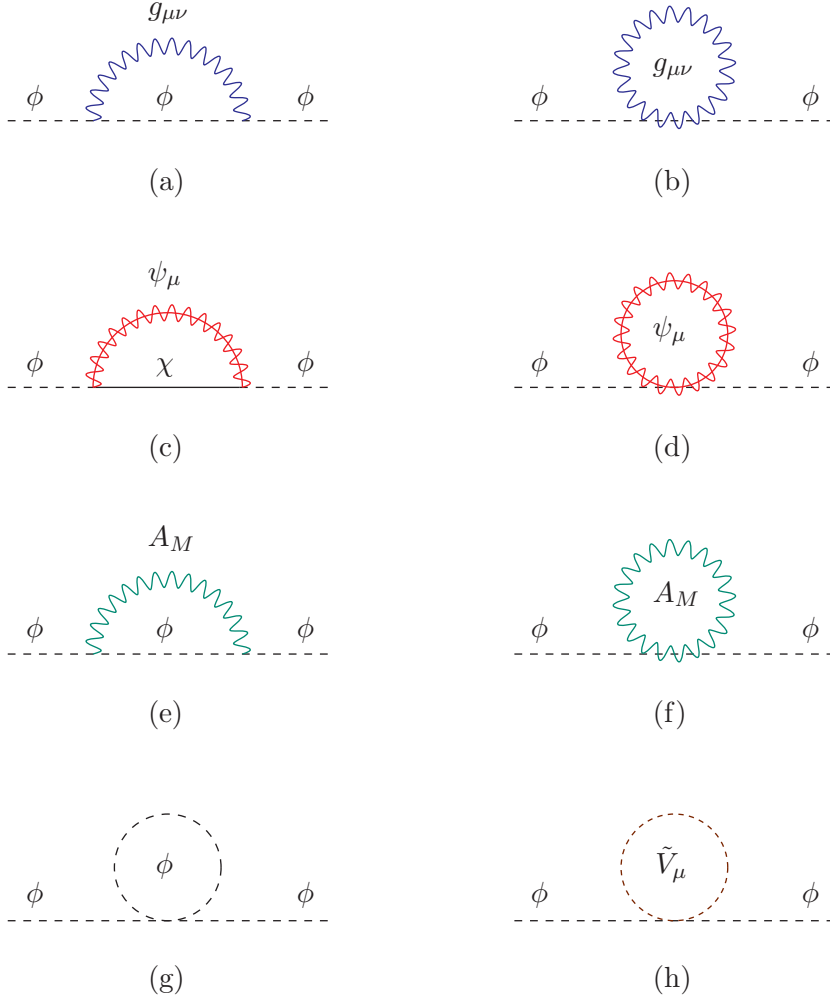 g_{μν} g_{μν}
ϕ ϕ ϕ ϕ ϕ
(a) (b)
ψ_μ ψ_μ
ϕ χ ϕ ϕ ϕ
(c) (d)
A_M A_M
ϕ ϕ ϕ ϕ ϕ
(e) (f)
ϕ Ṽ_μ
ϕ ϕ ϕ ϕ
(g) (h)